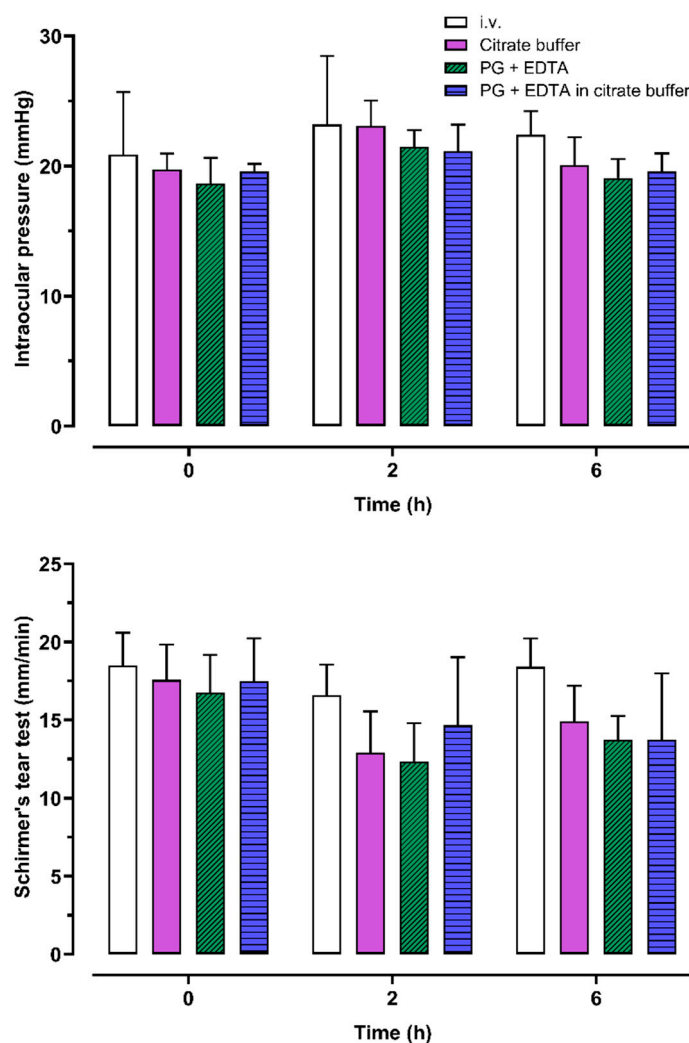 i.v.
Citrate buffer
PG + EDTA
PG + EDTA in citrate buffer
Intraocular pressure (mmHg)
30
20
10
0
0 2 6
Time (h)
Schirmer's tear test (mm/min)
25
20
15
10
5
0
0 2 6
Time (h)